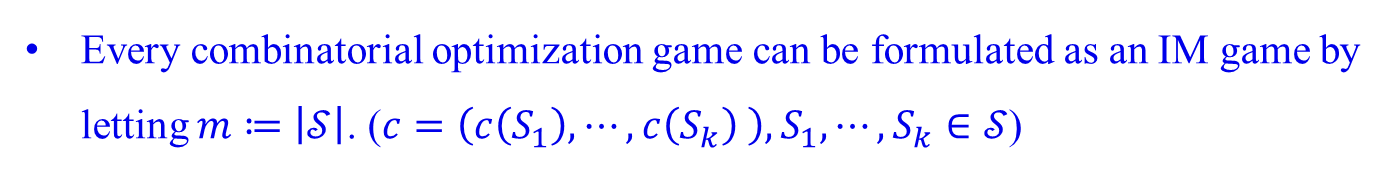 • Every combinatorial optimization game can be formulated as an IM game by
letting 𝑚 ≔ |𝒮|. (𝑐 = (𝑐(𝑆₁), ⋯ , 𝑐(𝑆ₖ) ), 𝑆₁, ⋯ , 𝑆ₖ ∈ 𝒮)